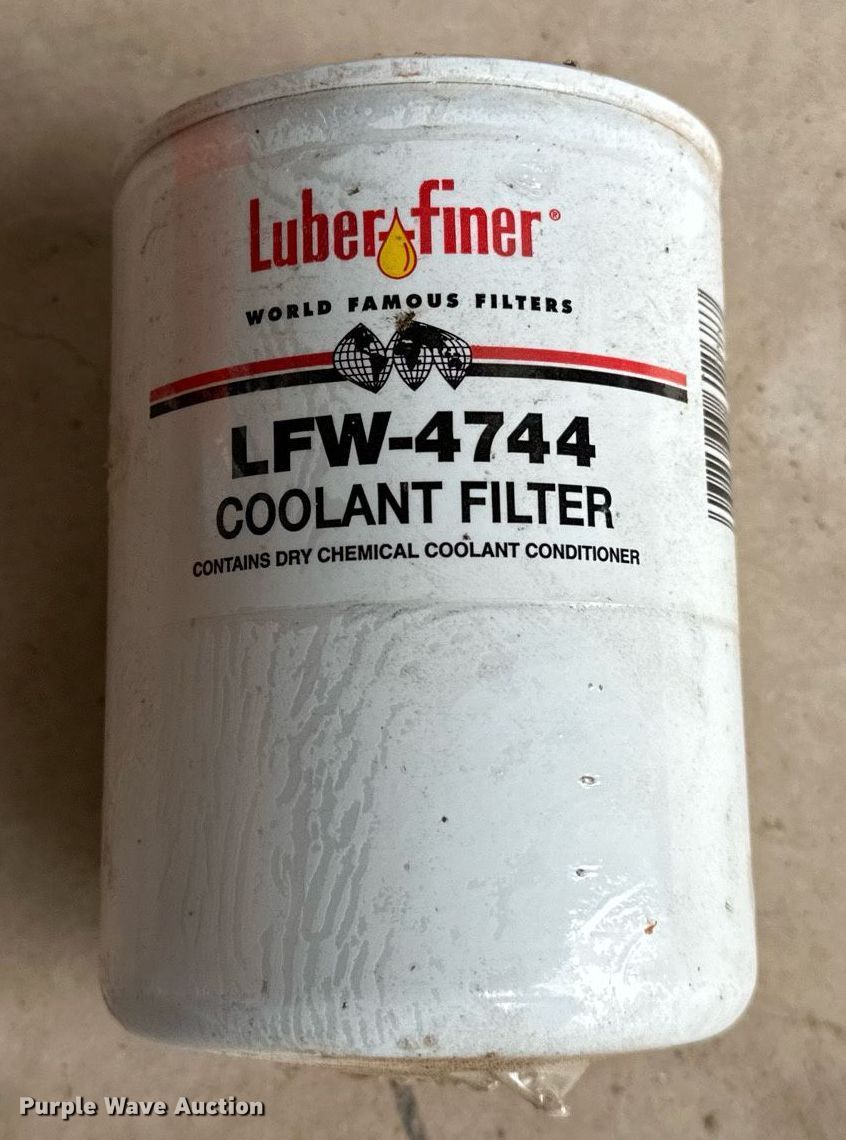 Luber-finer®
WORLD FAMOUS FILTERS
LFW-4744
COOLANT FILTER
CONTAINS DRY CHEMICAL COOLANT CONDITIONER
Purple Wave Auction